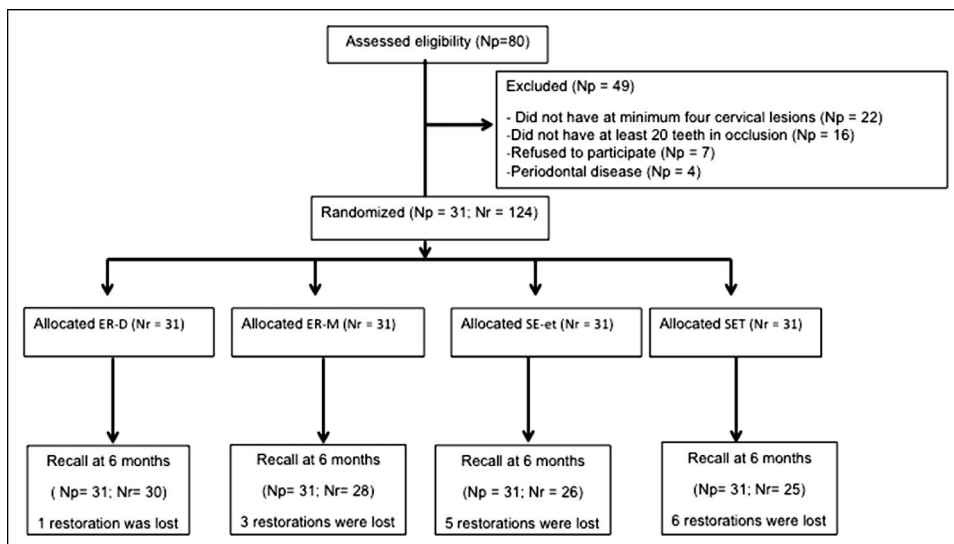 Assessed eligibility (Np=80)
Excluded (Np = 49)
- Did not have at minimum four cervical lesions (Np = 22)
-Did not have at least 20 teeth in occlusion (Np = 16)
-Refused to participate (Np = 7)
-Periodontal disease (Np = 4)
Randomized (Np = 31; Nr = 124)
Allocated ER-D (Nr = 31)
Allocated ER-M (Nr = 31)
Allocated SE-et (Nr = 31)
Allocated SET (Nr = 31)
Recall at 6 months
( Np= 31; Nr= 30)
1 restoration was lost
Recall at 6 months
(Np= 31; Nr= 28)
3 restorations were lost
Recall at 6 months
(Np = 31; Nr = 26)
5 restorations were lost
Recall at 6 months
(Np= 31; Nr= 25)
6 restorations were lost